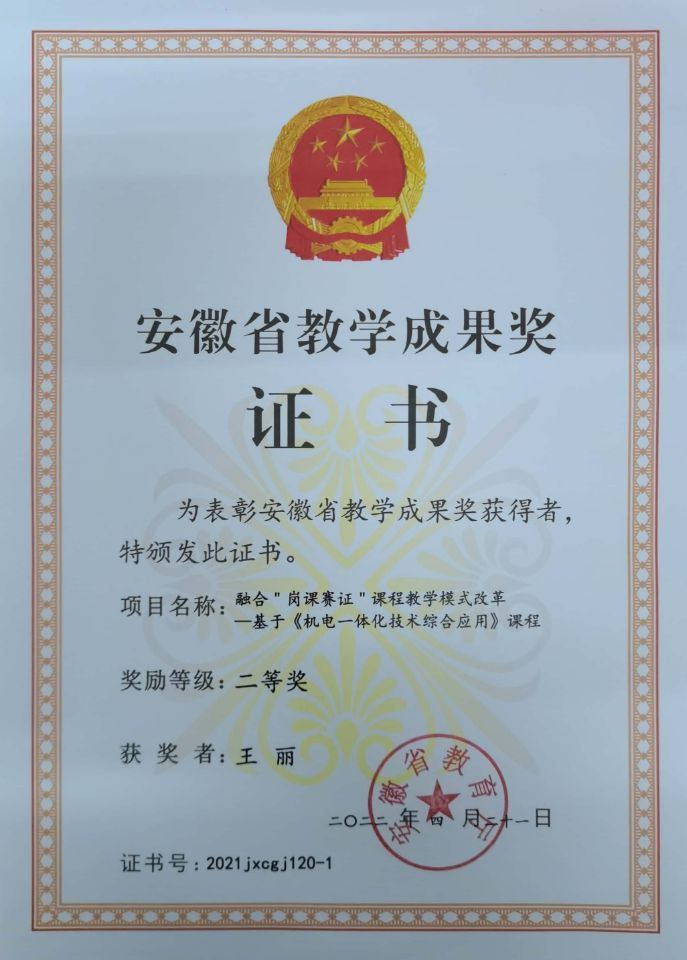 安徽省教学成果奖
证书
为表彰安徽省教学成果奖获得者，
特颁发此证书。
项目名称：融合"岗课赛证"课程教学模式改革
—基于《机电一体化技术综合应用》课程
奖励等级：二等奖
获奖者：王丽
安徽省教育厅
二〇二二年四月二十一日
证书号：2021jxcgj120-1